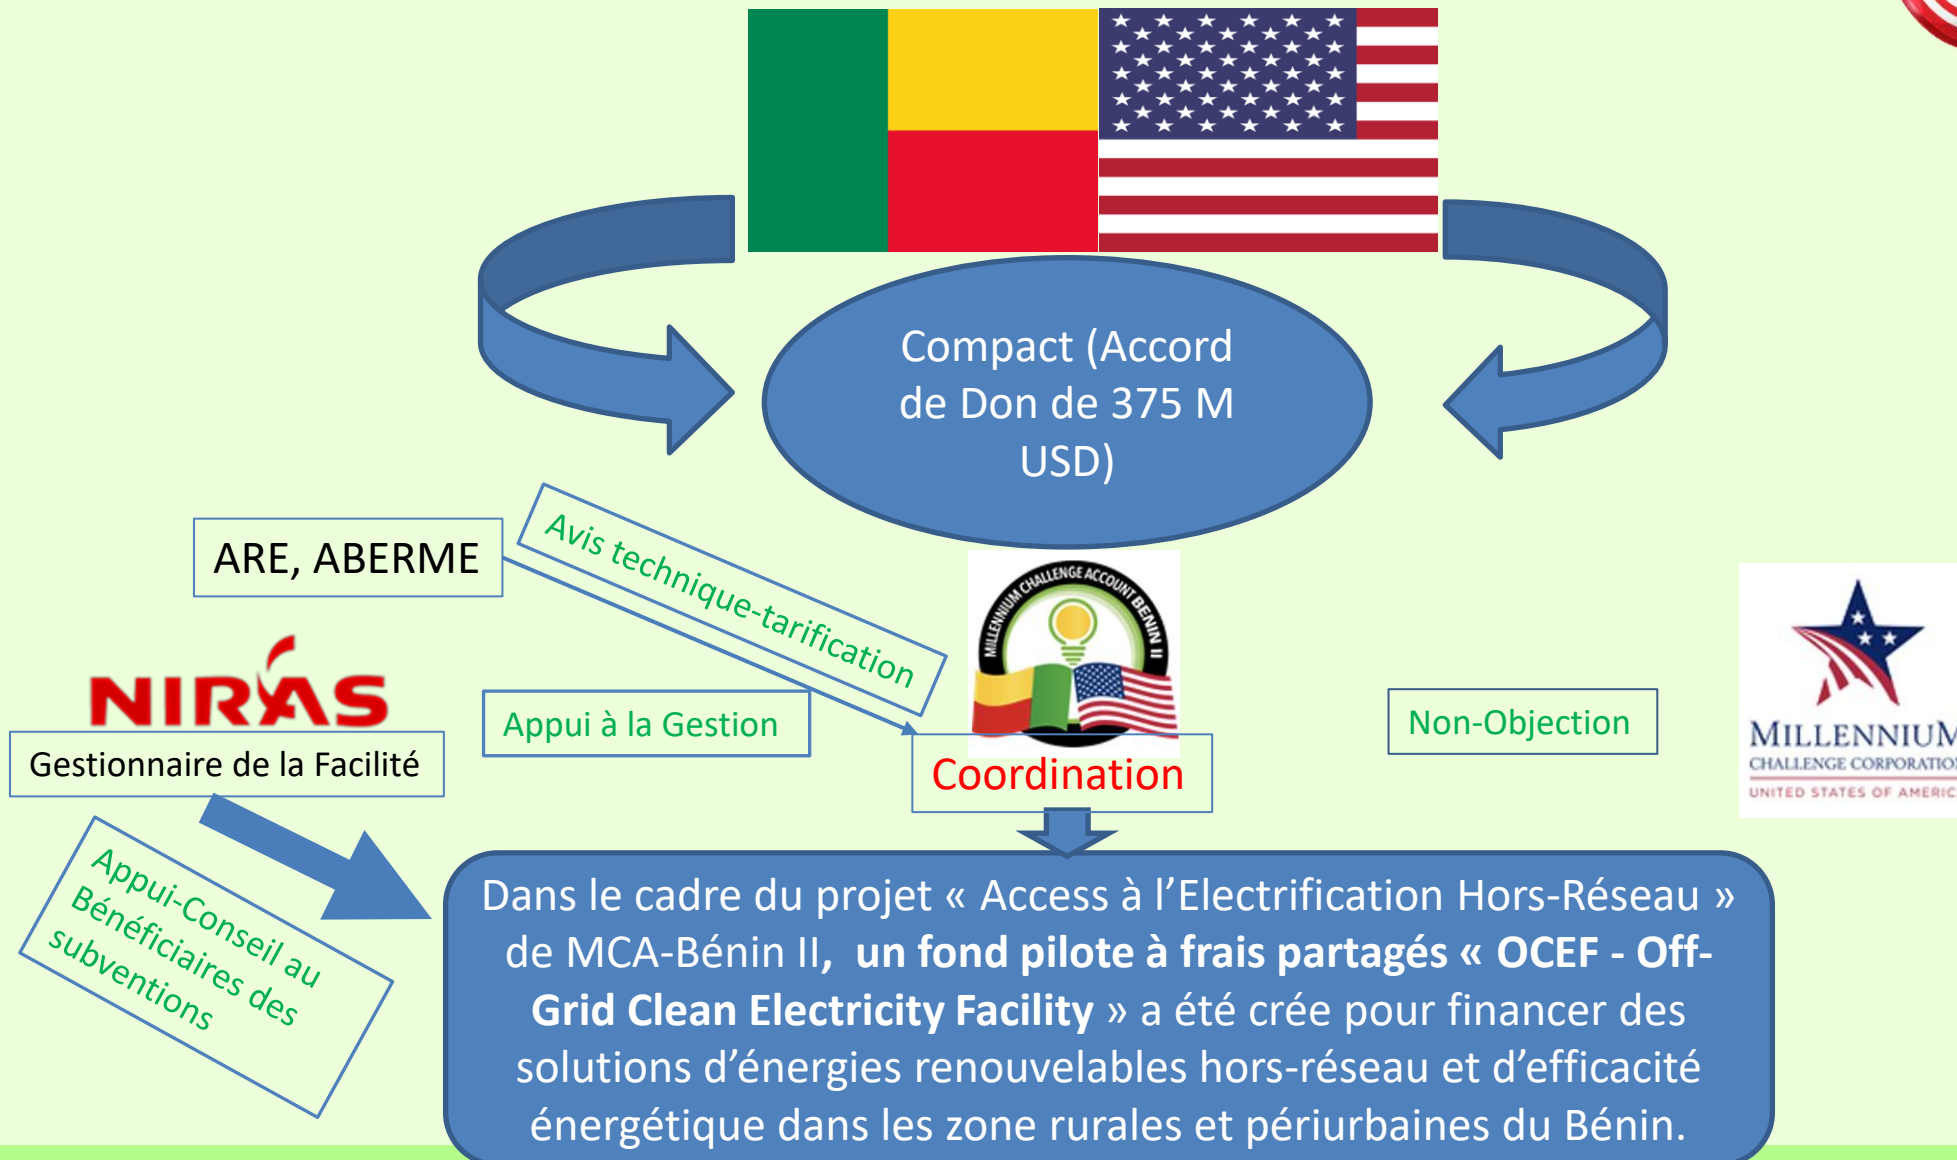 Compact (Accord
de Don de 375 M
USD)
ARE, ABERME
Avis technique-tarification
MILLENNIUM CHALLENGE ACCOUNT BENIN II
NIRAS
Gestionnaire de la Facilité
Appui à la Gestion
Coordination
Non-Objection
MILLENNIUM
CHALLENGE CORPORATION
UNITED STATES OF AMERIC
Appui-Conseil au
Bénéficiaires des
subventions
Dans le cadre du projet « Access à l’Electrification Hors-Réseau »
de MCA-Bénin II, un fond pilote à frais partagés « OCEF - Off-
Grid Clean Electricity Facility » a été crée pour financer des
solutions d’énergies renouvelables hors-réseau et d’efficacité
énergétique dans les zone rurales et périurbaines du Bénin.